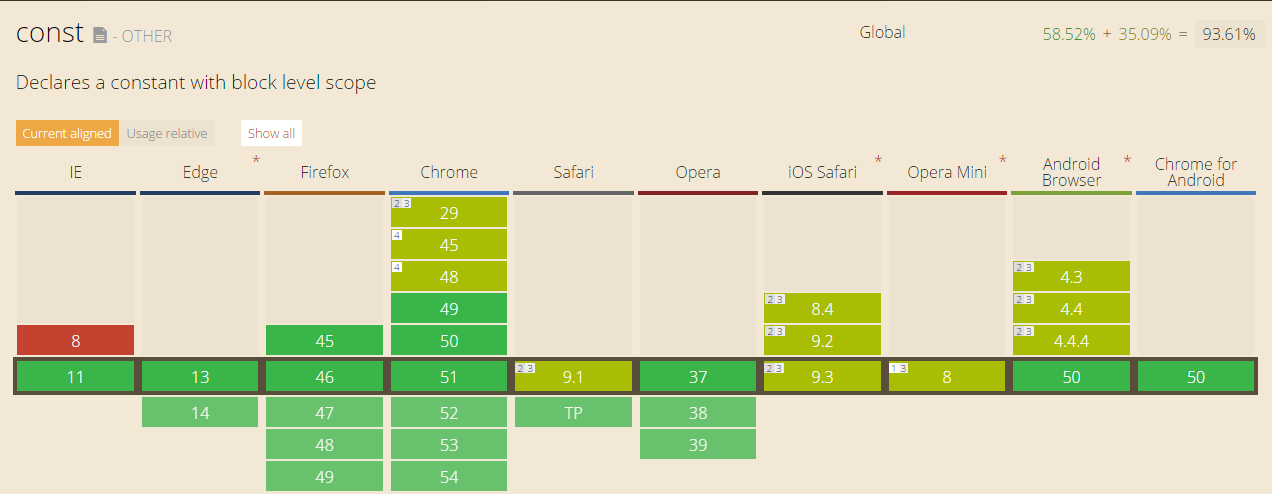 const - OTHER
Global 58.52% + 35.09% = 93.61%
Declares a constant with block level scope
Current aligned Usage relative Show all
IE Edge * Firefox Chrome Safari Opera iOS Safari * Opera Mini * Android Browser * Chrome for Android
2 3 29
4 45
4 48 2 3 4.3
49 2 3 8.4 2 3 4.4
8 45 50 2 3 9.2 2 3 4.4.4
11 13 46 51 2 3 9.1 37 2 3 9.3 1 3 8 50 50
14 47 52 TP 38
48 53 39
49 54